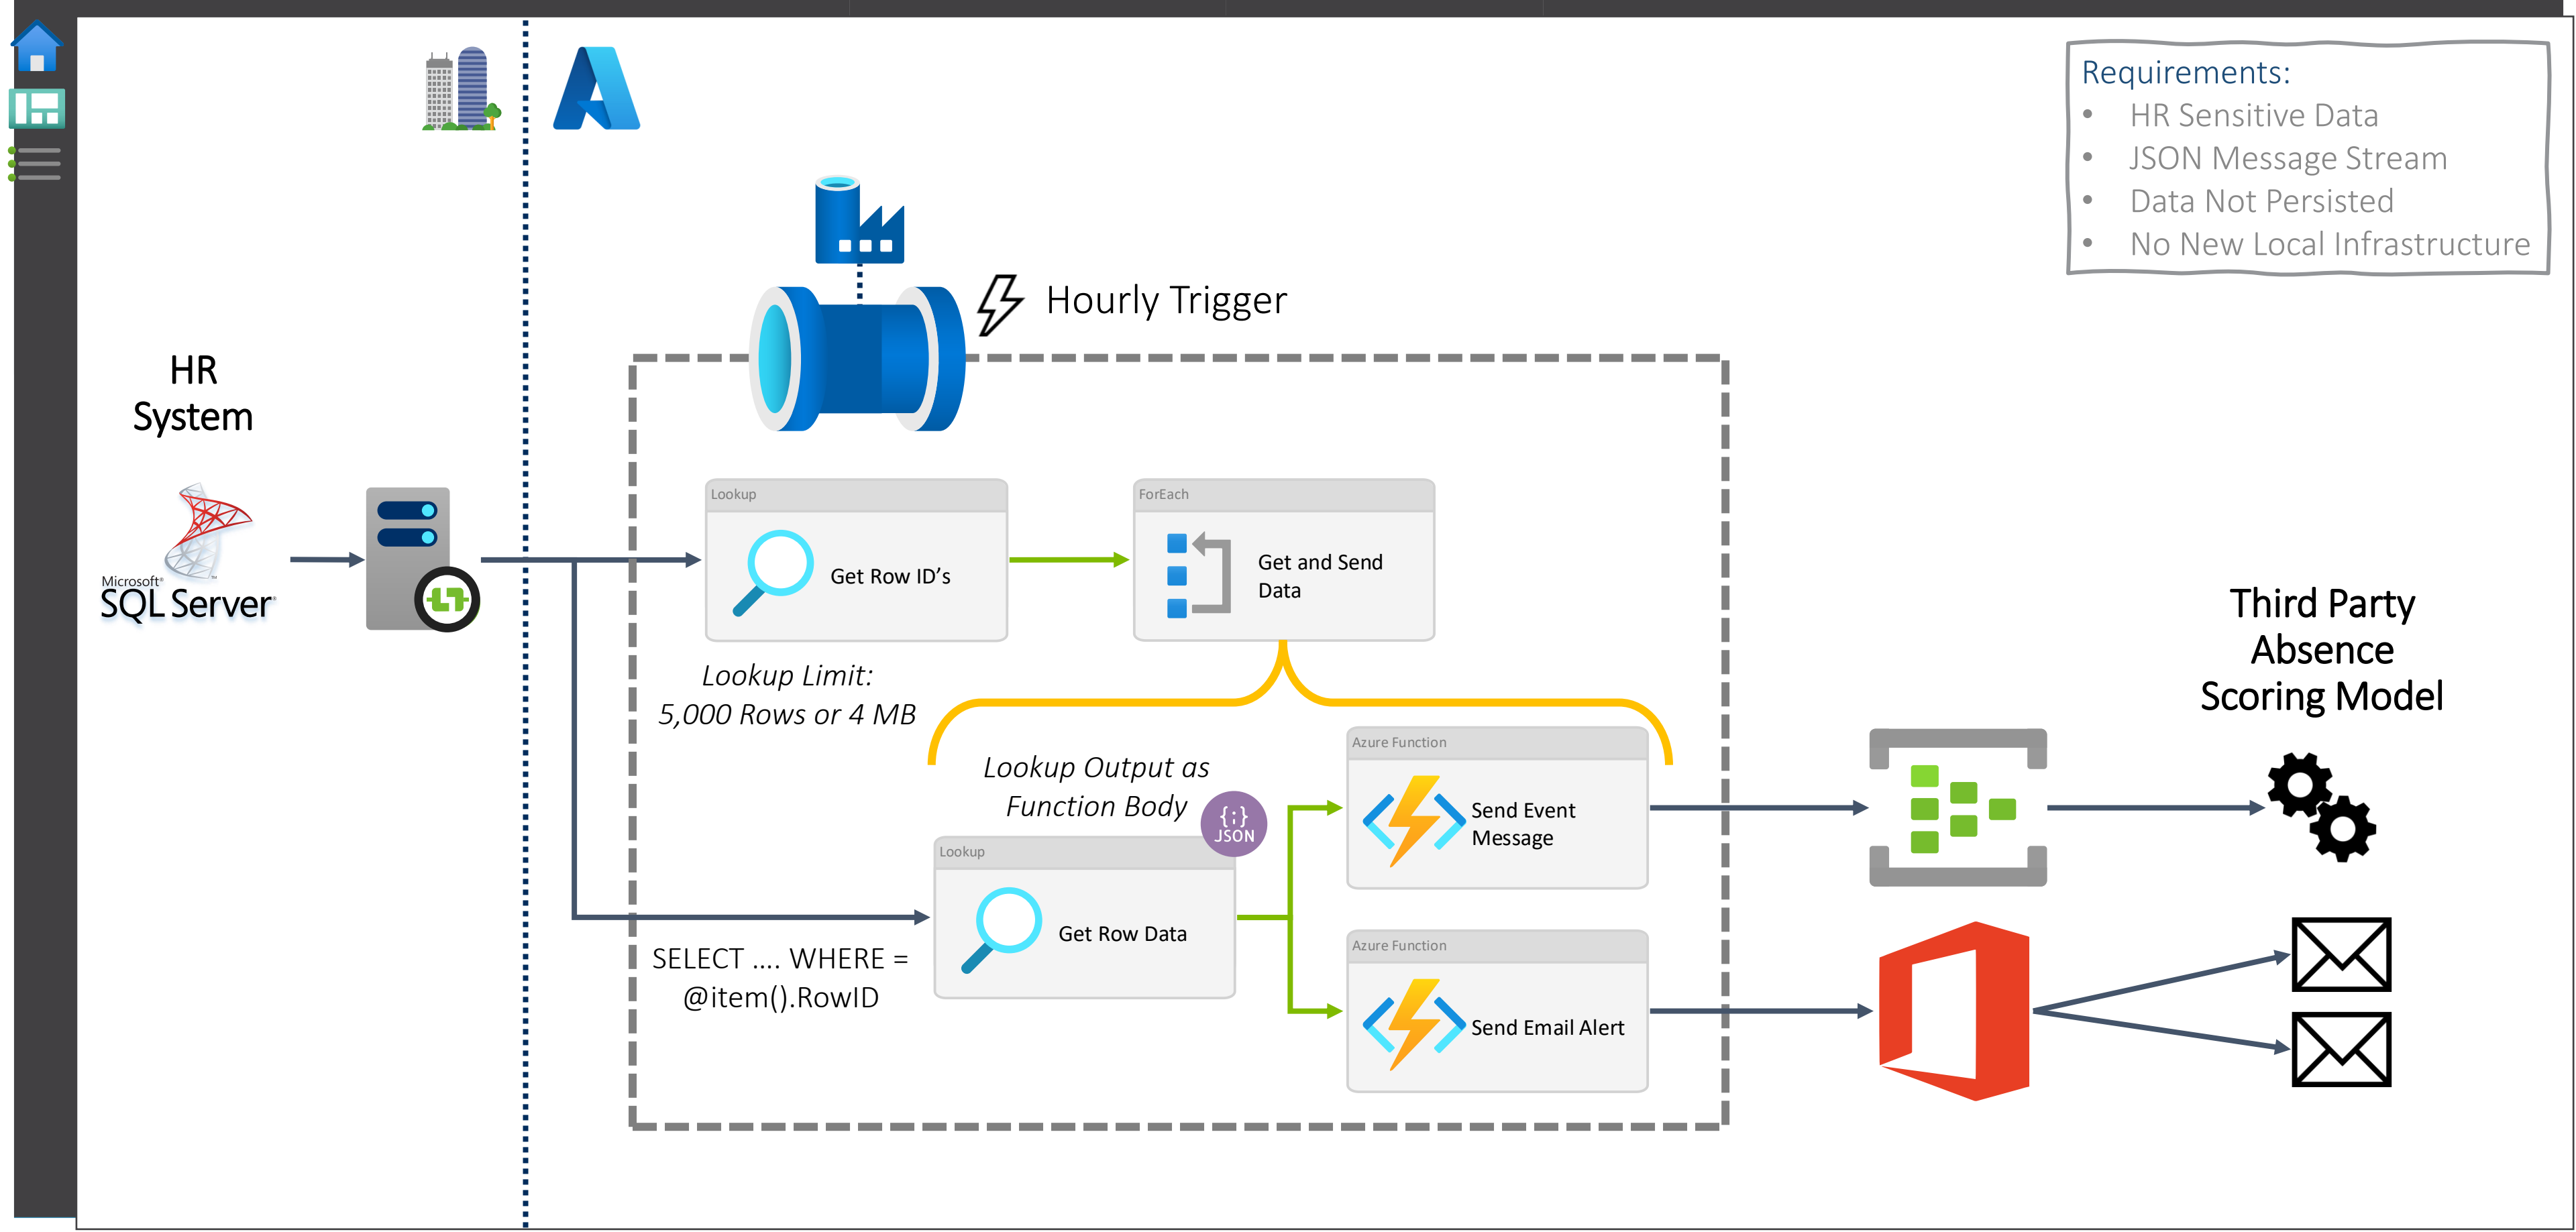 Requirements:
• HR Sensitive Data
• JSON Message Stream
• Data Not Persisted
• No New Local Infrastructure
Hourly Trigger
HR
System
Microsoft®
SQL Server®
Lookup
Get Row ID's
ForEach
Get and Send
Data
Lookup Limit:
5,000 Rows or 4 MB
Lookup Output as
Function Body
{:}
JSON
Lookup
Get Row Data
SELECT .... WHERE =
@item().RowID
Azure Function
Send Event
Message
Azure Function
Send Email Alert
Third Party
Absence
Scoring Model